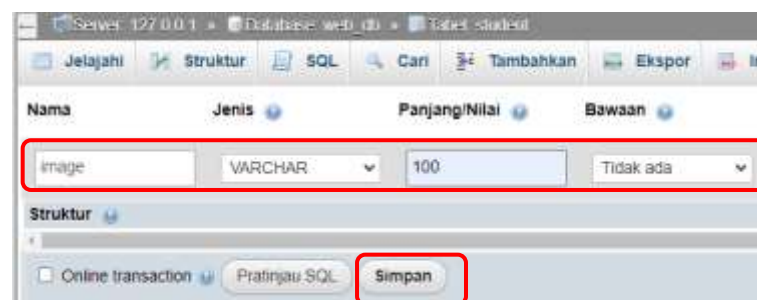 Server: 127.0.0.1 » Database: web_db » Tabel: student
Jelajahi Struktur SQL Cari Tambahkan Ekspor
Nama Jenis Panjang/Nilai Bawaan
image VARCHAR 100 Tidak ada
Struktur
Online transaction Pratinjau SQL Simpan